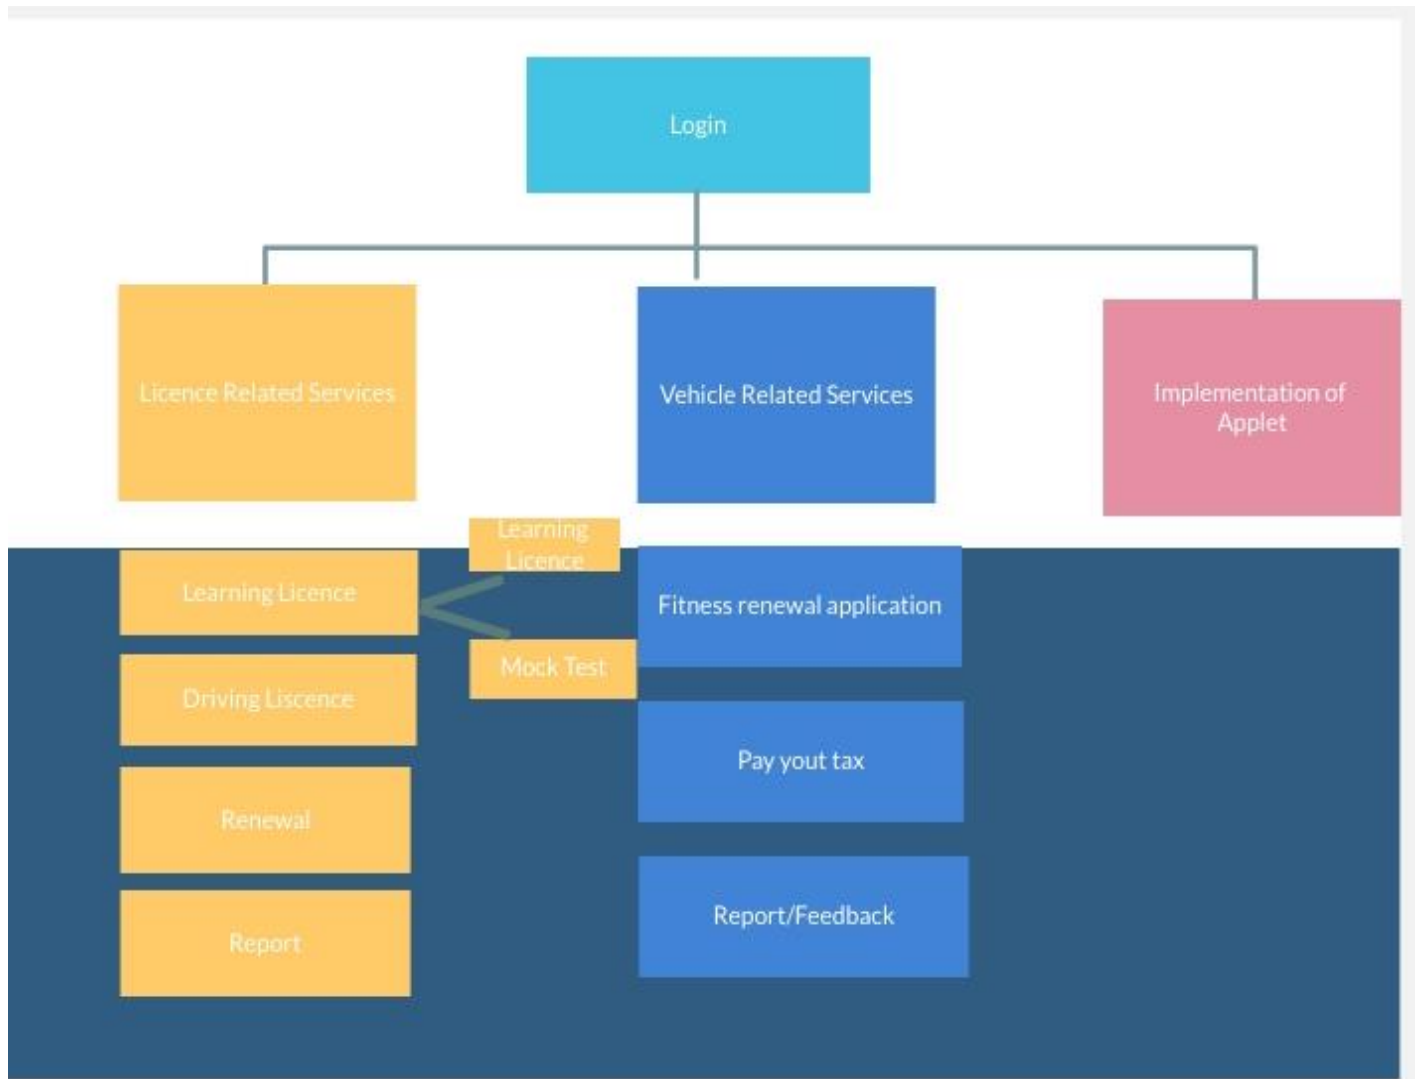 Login
Licence Related Services
Vehicle Related Services
Implementation of
Applet
Learning
Licence
Learning Licence
Fitness renewal application
Mock Test
Driving Liscence
Pay yout tax
Renewal
Report/Feedback
Report